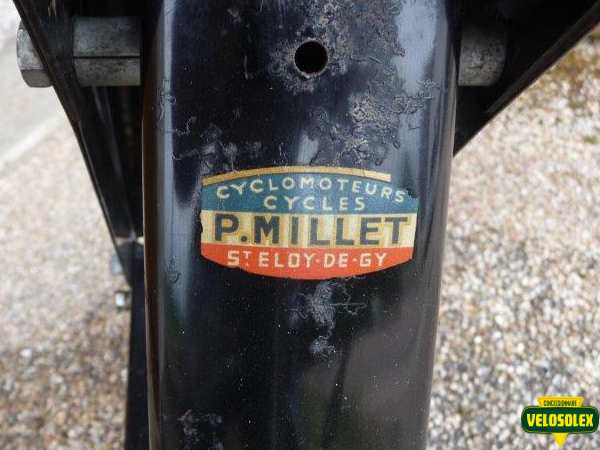 CYCLOMOTEURS
CYCLES
P.MILLET
ST ELOY-DE-GY
CONCESSIONNAIRE
VELOSOLEX